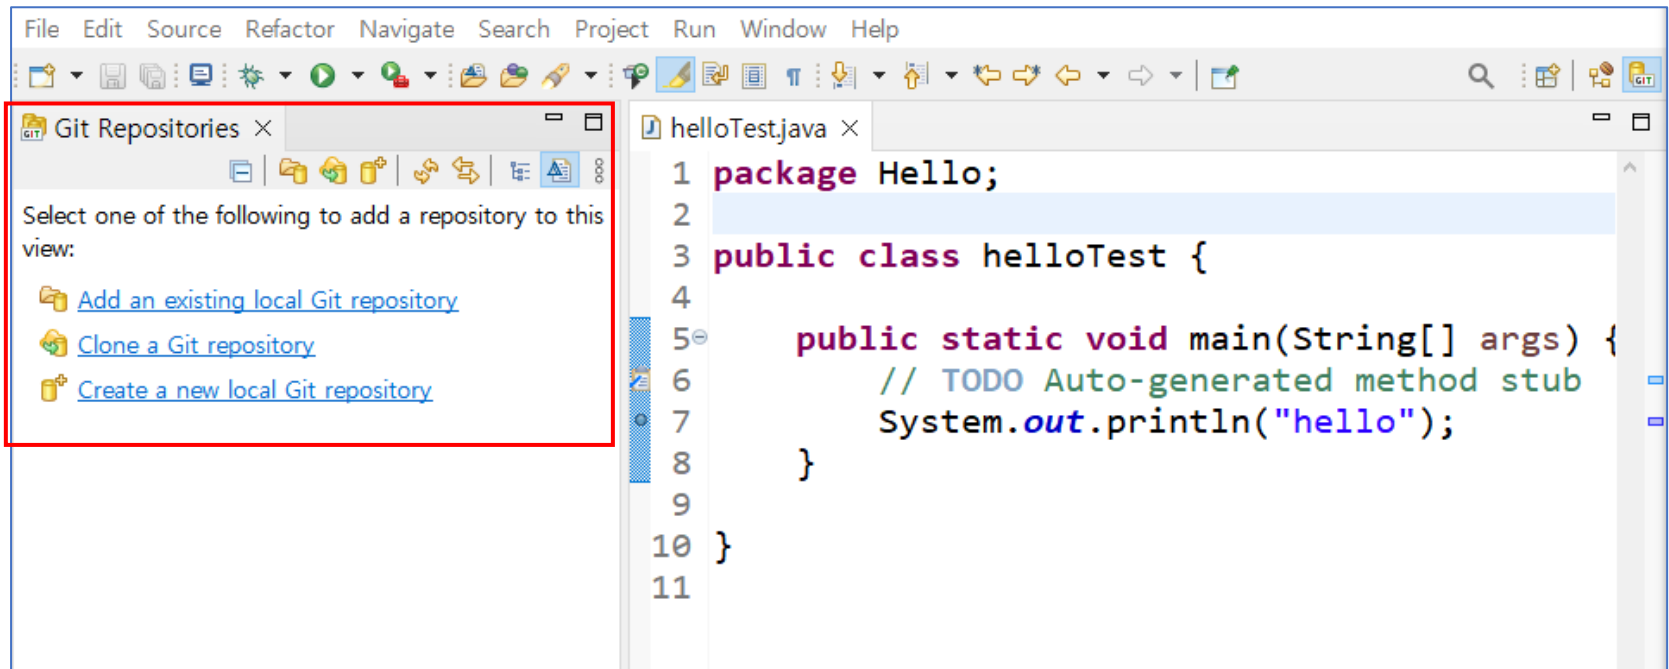 File Edit Source Refactor Navigate Search Project Run Window Help
GIT
GIT Git Repositories
Select one of the following to add a repository to this
view:
Add an existing local Git repository
Clone a Git repository
Create a new local Git repository
J helloTest.java
1 package Hello;
2
3 public class helloTest {
4
5 public static void main(String[] args) {
6 // TODO Auto-generated method stub
7 System.out.println("hello");
8 }
9
10 }
11